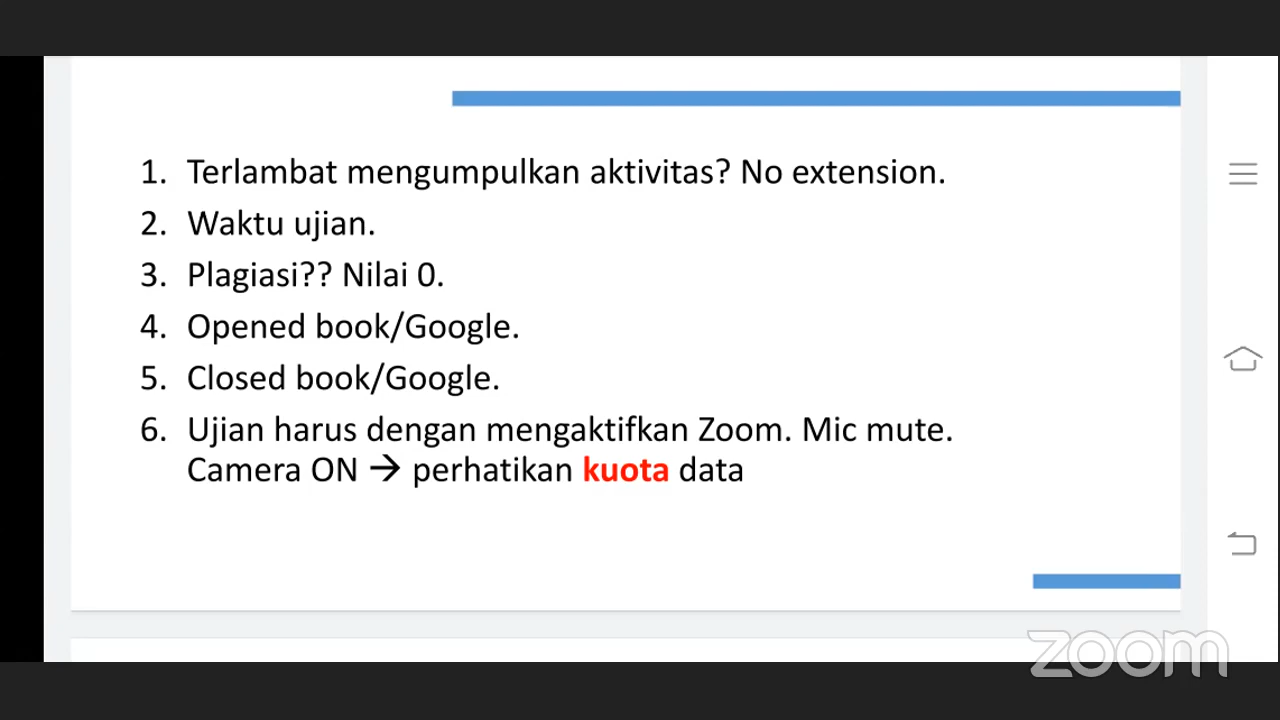 1. Terlambat mengumpulkan aktivitas? No extension.
2. Waktu ujian.
3. Plagiasi?? Nilai 0.
4. Opened book/Google.
5. Closed book/Google.
6. Ujian harus dengan mengaktifkan Zoom. Mic mute.
Camera ON → perhatikan kuota data
zoom